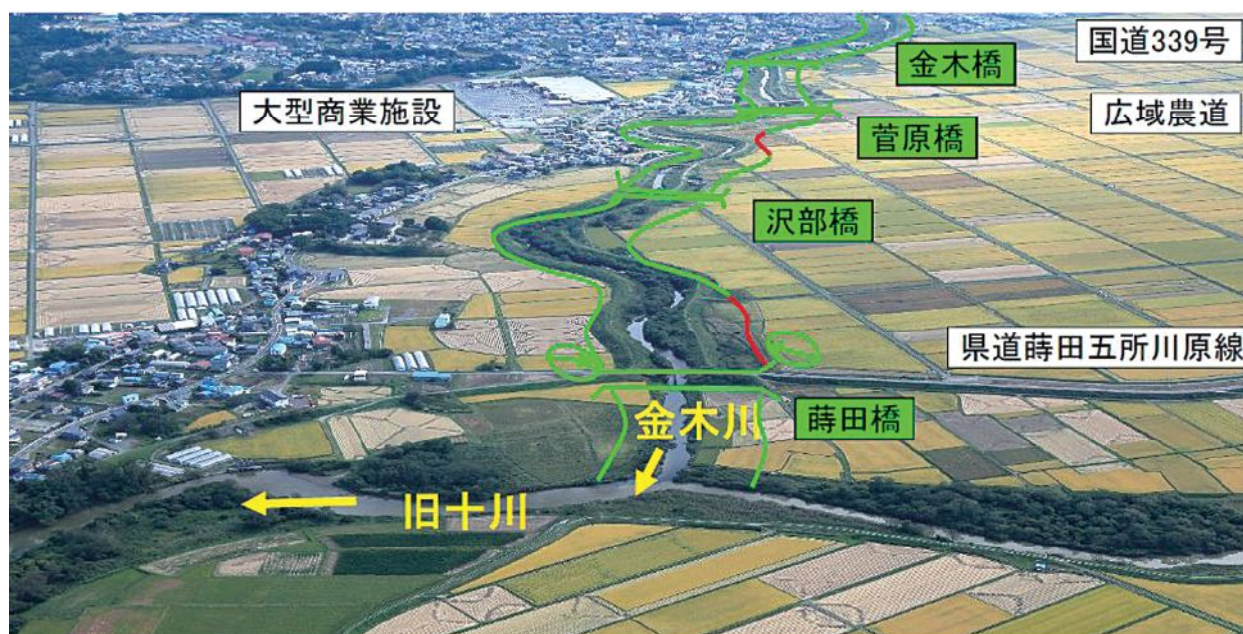 国道339号
金木橋
大型商業施設
広域農道
菅原橋
沢部橋
県道蒔田五所川原線
金木川
蒔田橋
旧十川